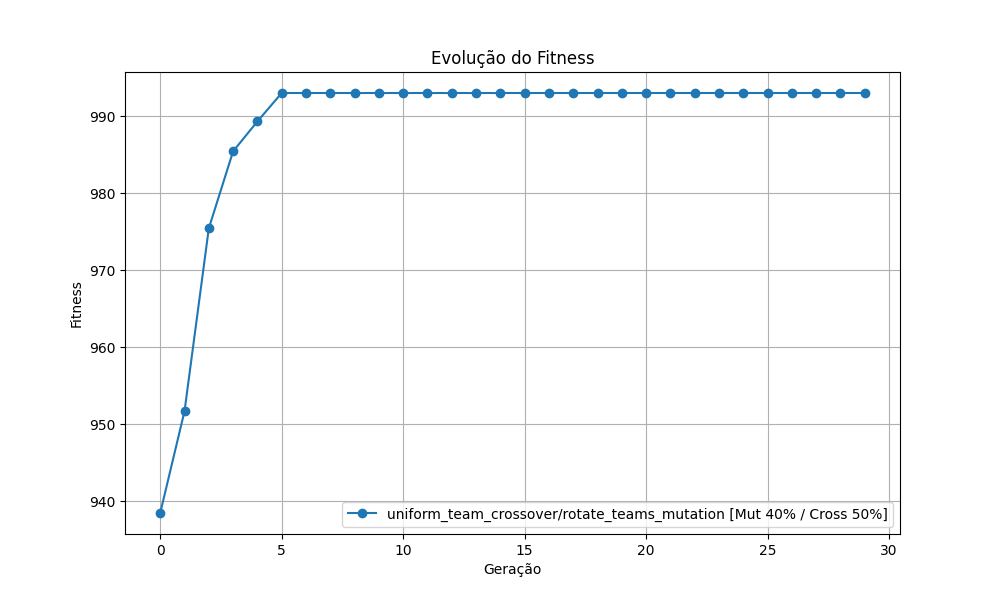 Evolução do Fitness
Fitness
990
980
970
960
950
940
uniform_team_crossover/rotate_teams_mutation [Mut 40% / Cross 50%]
0 5 10 15 20 25 30
Geração